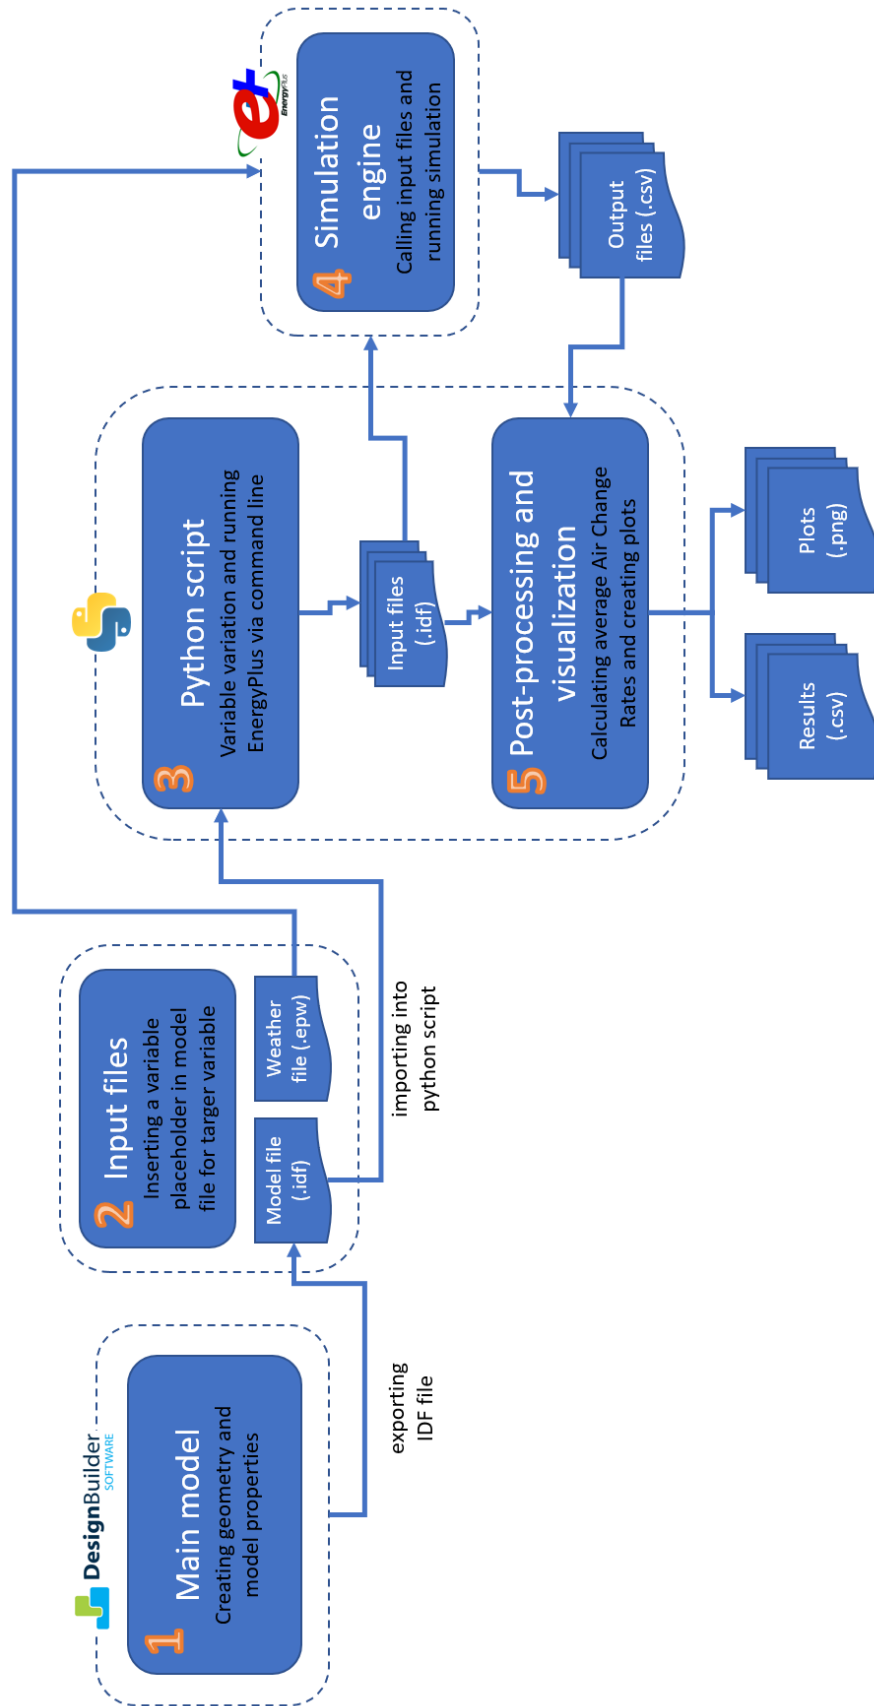 DesignBuilder
SOFTWARE
1
Main model
Creating geometry and
model properties
exporting
IDF file
2
Input files
Inserting a variable
placeholder in model
file for targer variable
Model file
(.idf)
Weather
file (.epw)
importing into
python script
3
Python script
Variable variation and running
EnergyPlus via command line
Input files
(.idf)
e+
EnergyPlus
4
Simulation
engine
Calling input files and
running simulation
Output
files (.csv)
5
Post-processing and
visualization
Calculating average Air Change
Rates and creating plots
Results
(.csv)
Plots
(.png)